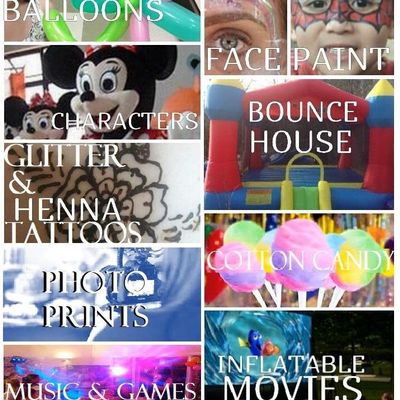 BALLOONS
FACE PAINT
CHARACTERS
BOUNCE
HOUSE
GLITTER
&
HENNA
TATTOOS
COTTON CANDY
PHOTO
PRINTS
INFLATABLE
MOVIES
MUSIC & GAMES